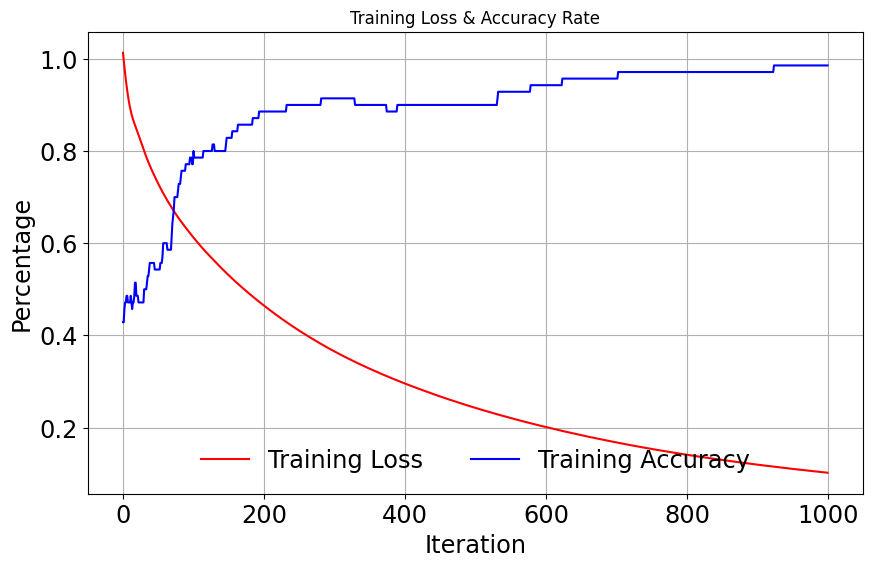 Training Loss & Accuracy Rate
1.0
0.8
0.6
0.4
0.2
Percentage
Training Loss
Training Accuracy
0 200 400 600 800 1000
Iteration